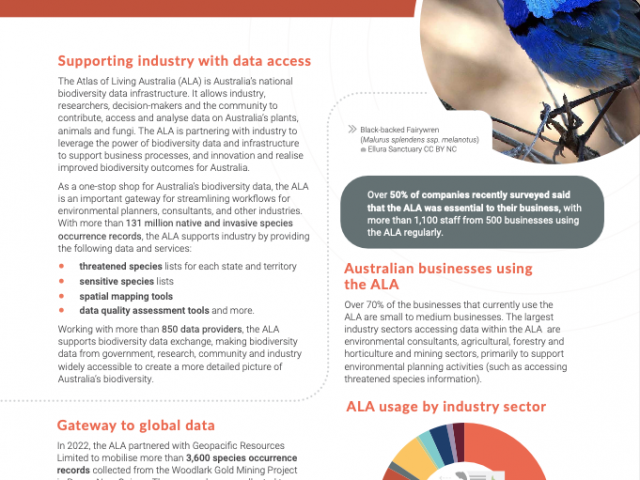 Supporting industry with data access
The Atlas of Living Australia (ALA) is Australia's national
biodiversity data infrastructure. It allows industry,
researchers, decision-makers and the community to
contribute, access and analyse data on Australia's plants,
animals and fungi. The ALA is partnering with industry to
leverage the power of biodiversity data and infrastructure
to support business processes, and innovation and realise
improved biodiversity outcomes for Australia.
As a one-stop shop for Australia's biodiversity data, the ALA
is an important gateway for streamlining workflows for
environmental planners, consultants, and other industries.
With more than 131 million native and invasive species
occurrence records, the ALA supports industry by providing
the following data and services:
• threatened species lists for each state and territory
• sensitive species lists
• spatial mapping tools
• data quality assessment tools and more.
Working with more than 850 data providers, the ALA
supports biodiversity data exchange, making biodiversity
data from government, research, community and industry
widely accessible to create a more detailed picture of
Australia's biodiversity.
Gateway to global data
In 2022, the ALA partnered with Geopacific Resources
Limited to mobilise more than 3,600 species occurrence
records collected from the Woodlark Gold Mining Project
Black-backed Fairywren
(Malurus splendens ssp. melanotus)
Ellura Sanctuary CC BY NC
Over 50% of companies recently surveyed said
that the ALA was essential to their business, with
more than 1,100 staff from 500 businesses using
the ALA regularly.
Australian businesses using
the ALA
Over 70% of the businesses that currently use the
ALA are small to medium businesses. The largest
industry sectors accessing data within the ALA are
environmental consultants, agricultural, forestry and
horticulture and mining sectors, primarily to support
environmental planning activities (such as accessing
threatened species information).
ALA usage by industry sector